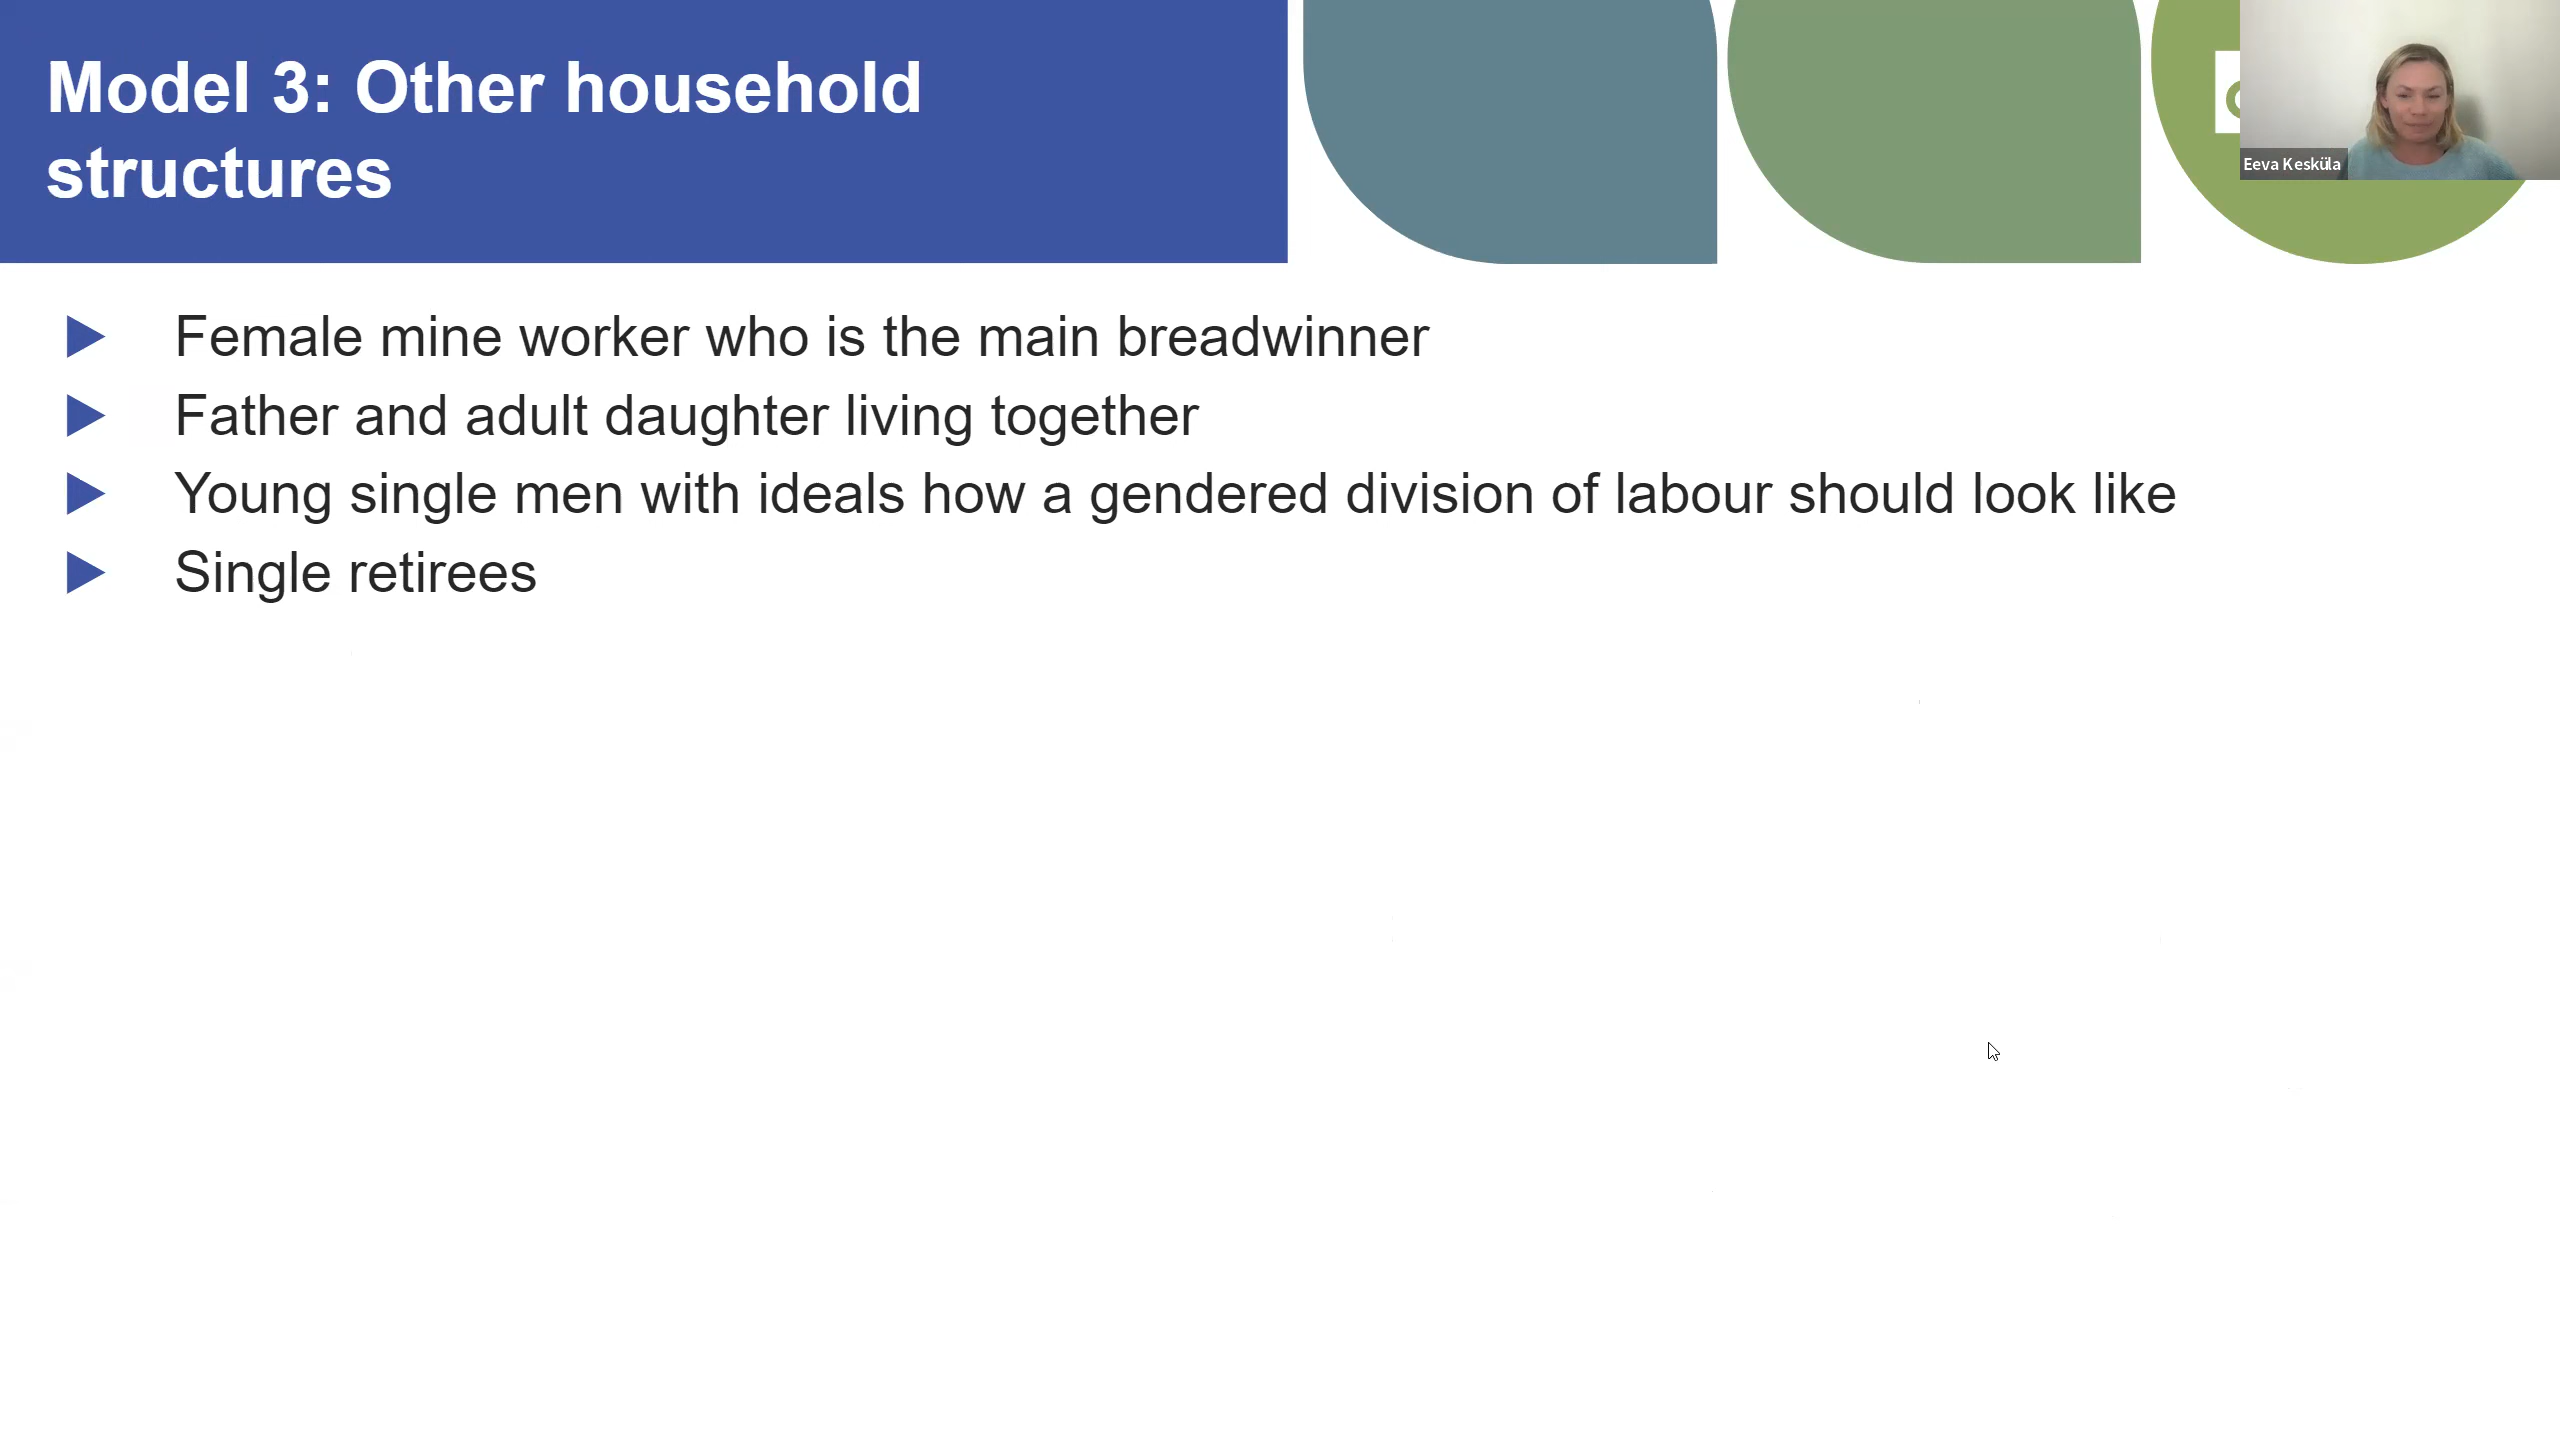 Model 3: Other household
structures
Eeva Kesküla
Female mine worker who is the main breadwinner
Father and adult daughter living together
Young single men with ideals how a gendered division of labour should look like
Single retirees